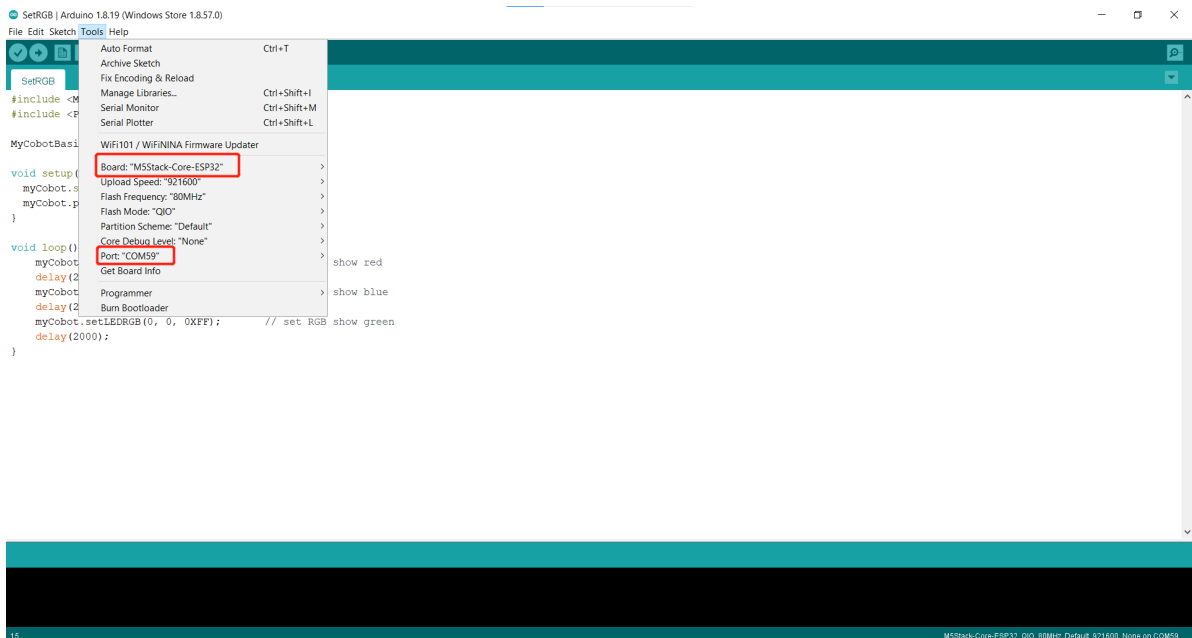 SetRGB | Arduino 1.8.19 (Windows Store 1.8.57.0)
File Edit Sketch Tools Help
SetRGB
Auto Format Ctrl+T
Archive Sketch
Fix Encoding & Reload
Manage Libraries... Ctrl+Shift+I
Serial Monitor Ctrl+Shift+M
Serial Plotter Ctrl+Shift+L
WiFi101 / WiFiNINA Firmware Updater
Board: "M5Stack-Core-ESP32"
Upload Speed: "921600"
Flash Frequency: "80MHz"
Flash Mode: "QIO"
Partition Scheme: "Default"
Core Debug Level: "None"
Port: "COM59"
Get Board Info
Programmer
Burn Bootloader
#include <M
#include <P
MyCobotBasi
void setup(
myCobot.s
myCobot.p
}
void loop()
myCobot show red
delay(2
myCobot show blue
delay(2
myCobot.setLEDRGB(0, 0, 0XFF); // set RGB show green
delay(2000);
}
15 M5Stack-Core-ESP32, QIO, 80MHz, Default, 921600, None on COM59